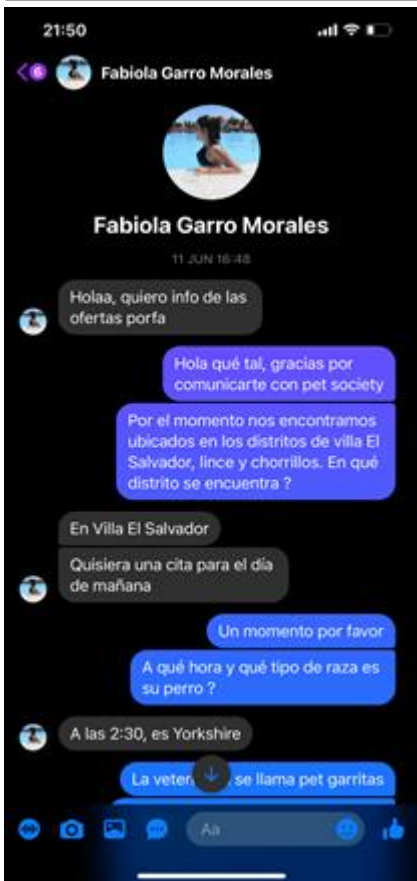 21:50
6
Fabiola Garro Morales
Fabiola Garro Morales
11 JUN 16:48
Holaa, quiero info de las
ofertas porfa
Hola qué tal, gracias por
comunicarte con pet society
Por el momento nos encontramos
ubicados en los distritos de villa El
Salvador, lince y chorrillos. En qué
distrito se encuentra ?
En Villa El Salvador
Quisiera una cita para el día
de mañana
Un momento por favor
A qué hora y qué tipo de raza es
su perro ?
A las 2:30, es Yorkshire
La se llama pet garritas
Aa